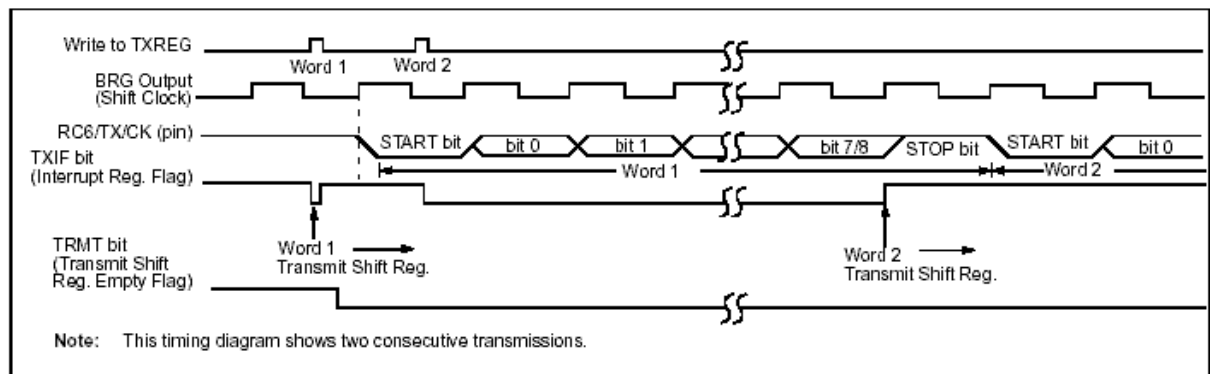 Write to TXREG
Word 1
Word 2
BRG Output
(Shift Clock)
RC6/TX/CK (pin)
START bit
bit 0
bit 1
bit 7/8
STOP bit
START bit
bit 0
Word 1
Word 2
TXIF bit
(Interrupt Reg. Flag)
Word 1
Transmit Shift Reg.
Word 2
Transmit Shift Reg.
TRMT bit
(Transmit Shift
Reg. Empty Flag)
Note: This timing diagram shows two consecutive transmissions.